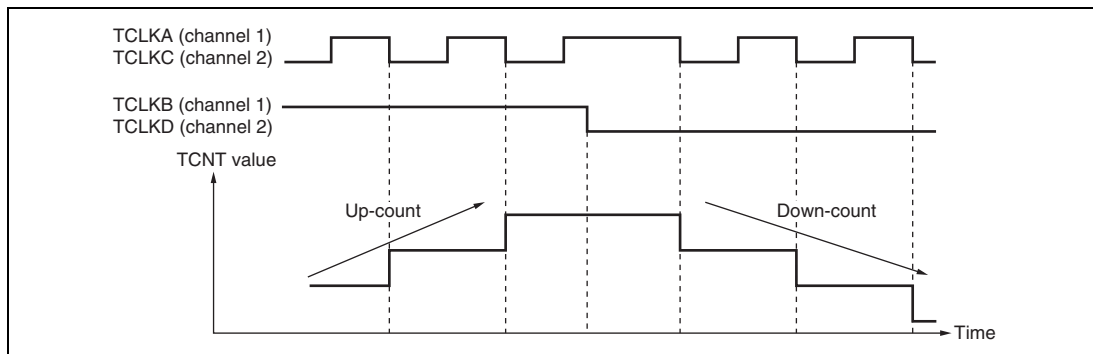 TCLKA (channel 1)
TCLKC (channel 2)
TCLKB (channel 1)
TCLKD (channel 2)
TCNT value
Up-count
Down-count
Time